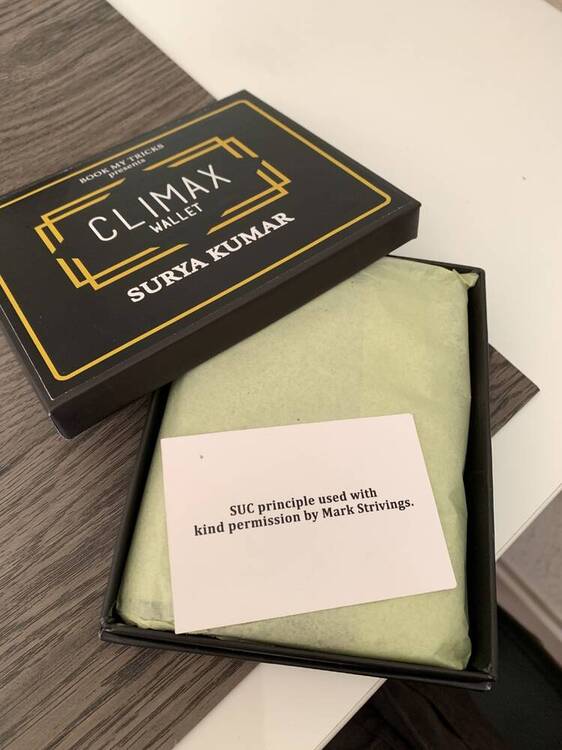 BOOK MY TRICKS
presents
CLIMAX
WALLET
SURYA KUMAR
SUC principle used with
kind permission by Mark Strivings.